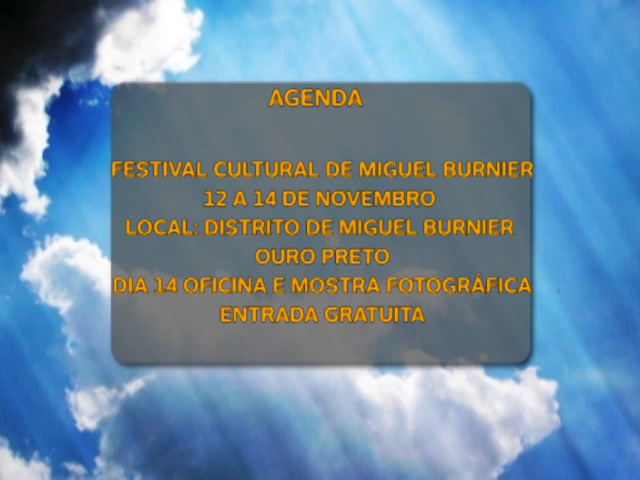 AGENDA
FESTIVAL CULTURAL DE MIGUEL BURNIER
12 A 14 DE NOVEMBRO
LOCAL: DISTRITO DE MIGUEL BURNIER
OURO PRETO
DIA 14 OFICINA E MOSTRA FOTOGRÁFICA
ENTRADA GRATUITA